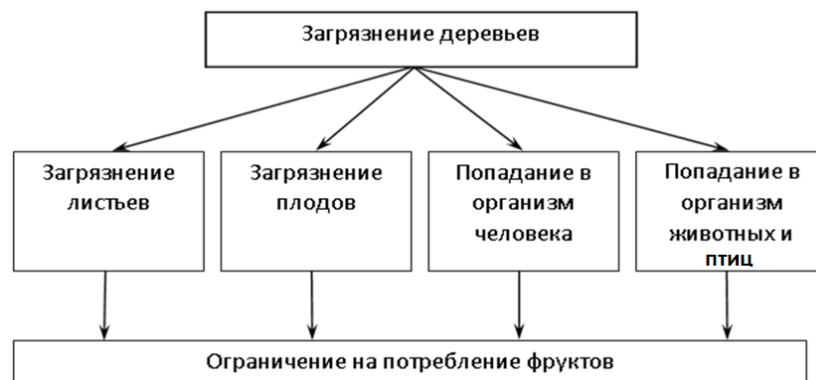 Загрязнение деревьев
Загрязнение
листьев
Загрязнение
плодов
Попадание в
организм
человека
Попадание в
организм
животных и
птиц
Ограничение на потребление фруктов